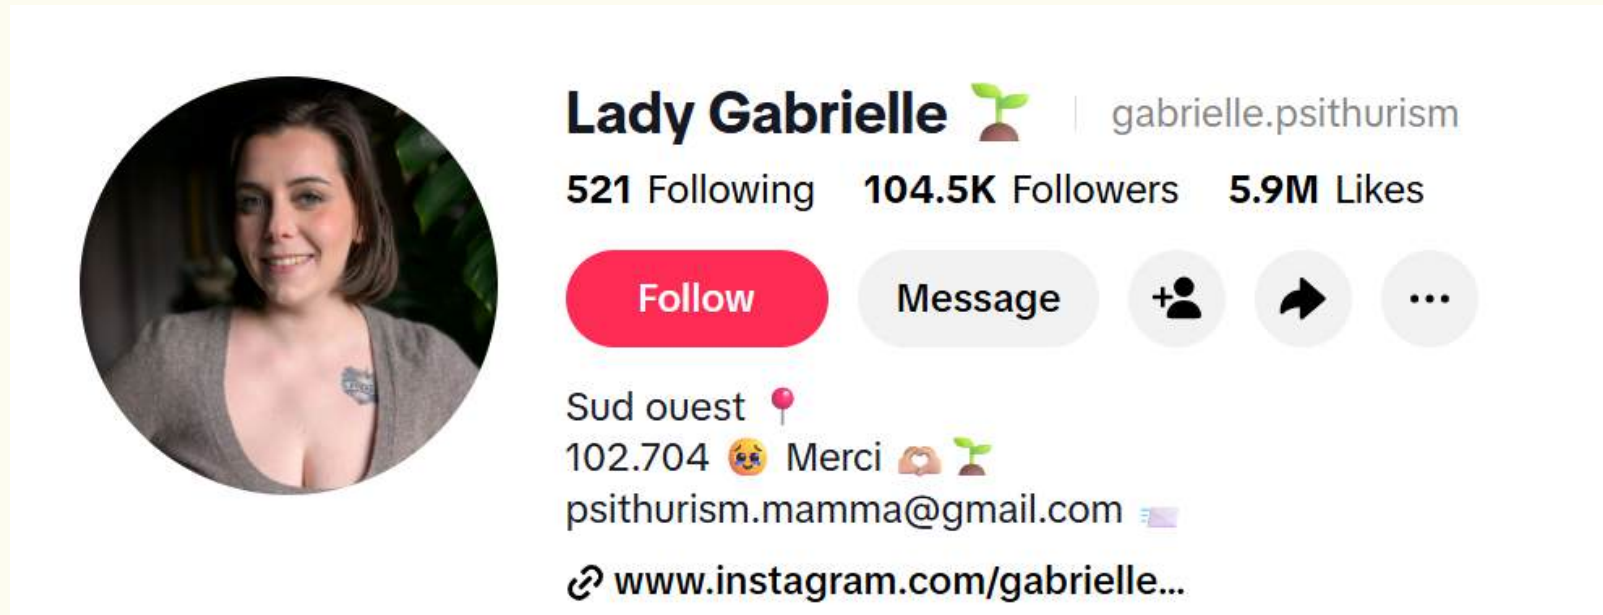 Lady Gabrielle 🌱 gabrielle.psithurism
521 Following 104.5K Followers 5.9M Likes
Follow Message
Sud ouest 📍
102.704 🥹 Merci 🫶🏼 🌱
psithurism.mamma@gmail.com 📨
www.instagram.com/gabrielle...